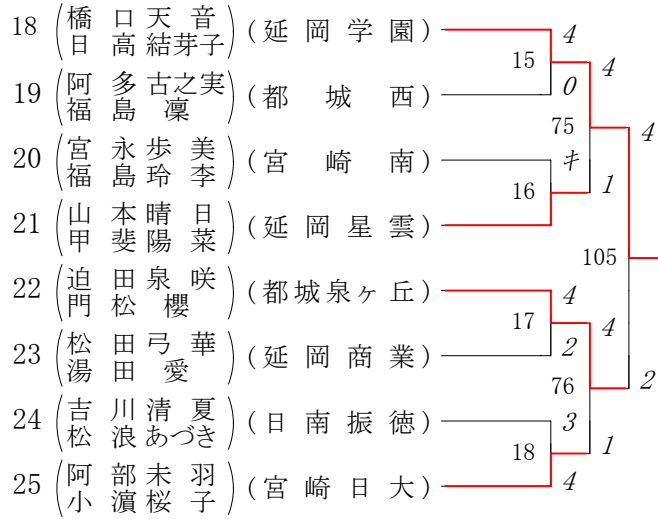 18 (橋口天音 日高結芽子) (延岡学園) 4
15
4
19 (阿多古之実 福島凜) (都城西) 0
75
4
20 (宮永歩美 福島玲李) (宮崎南) キ
16
1
21 (山本晴日 甲斐陽菜) (延岡星雲)
105
22 (迫田泉咲 門松櫻) (都城泉ヶ丘) 4
17
4
23 (松田弓華 湯田愛) (延岡商業) 2
76
2
24 (吉川清夏 松浪あづき) (日南振徳) 3
18
1
25 (阿部未羽 小濵桜子) (宮崎日大) 4